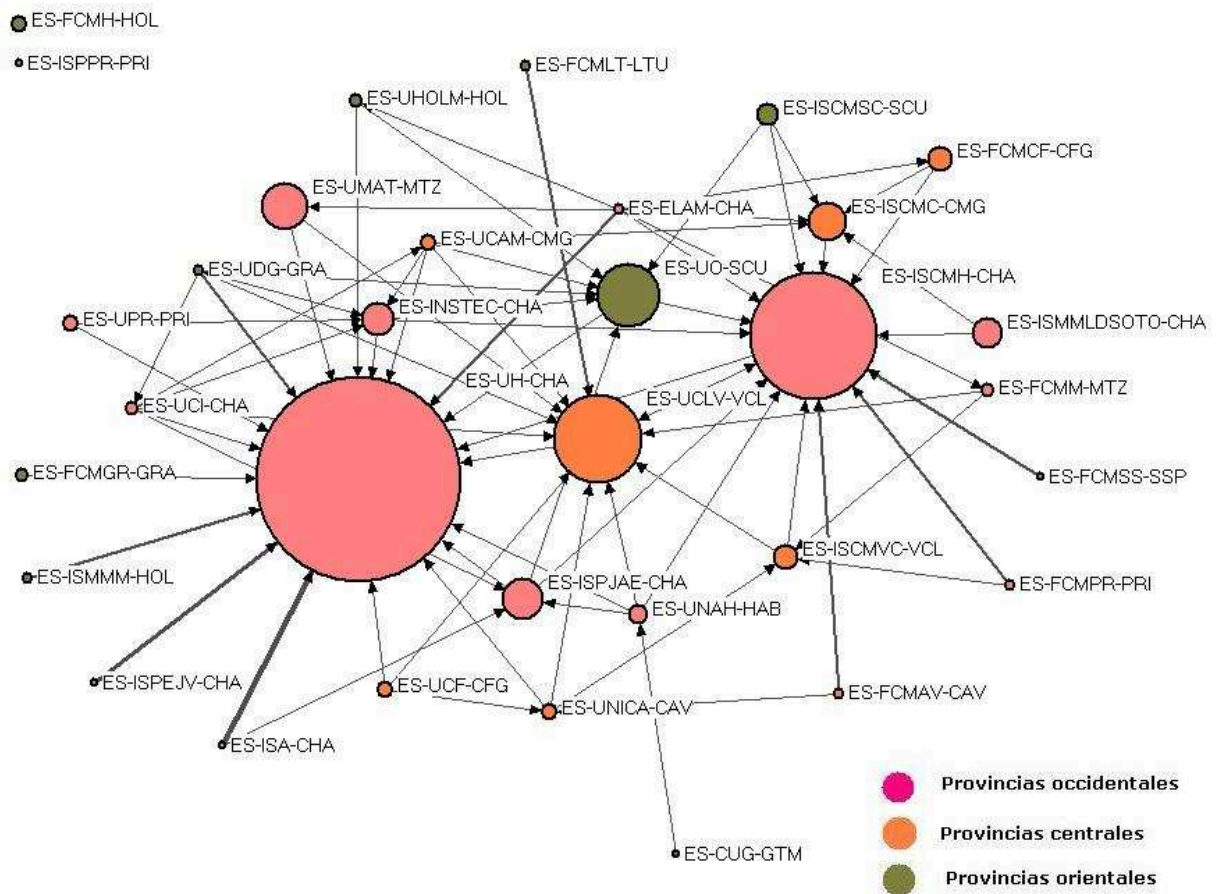 ES-FCMH-HOL
ES-ISPPR-PRI
ES-FCMLT-LTU
ES-UHOLM-HOL
ES-ISCMSC-SCU
ES-FCMCF-CFG
ES-UMAT-MTZ
ES-ELAM-CHA
ES-ISCMC-CMG
ES-UCAM-CMG
ES-UDG-GRA
ES-UO-SCU
ES-ISCMH-CHA
ES-INSTEC-CHA
ES-UPR-PRI
ES-ISMMLDSOTO-CHA
ES-UH-CHA
ES-FCMM-MTZ
ES-UCLV-VCL
ES-UCI-CHA
ES-FCMGR-GRA
ES-FCMSS-SSP
ES-ISCMVC-VCL
ES-ISMMM-HOL
ES-ISPJAE-CHA
ES-FCMPR-PRI
ES-UNAH-HAB
ES-ISPEJV-CHA
ES-UCF-CFG
ES-FCMAV-CAV
ES-UNICA-CAV
ES-ISA-CHA
Provincias occidentales
Provincias centrales
ES-CUG-GTM
Provincias orientales